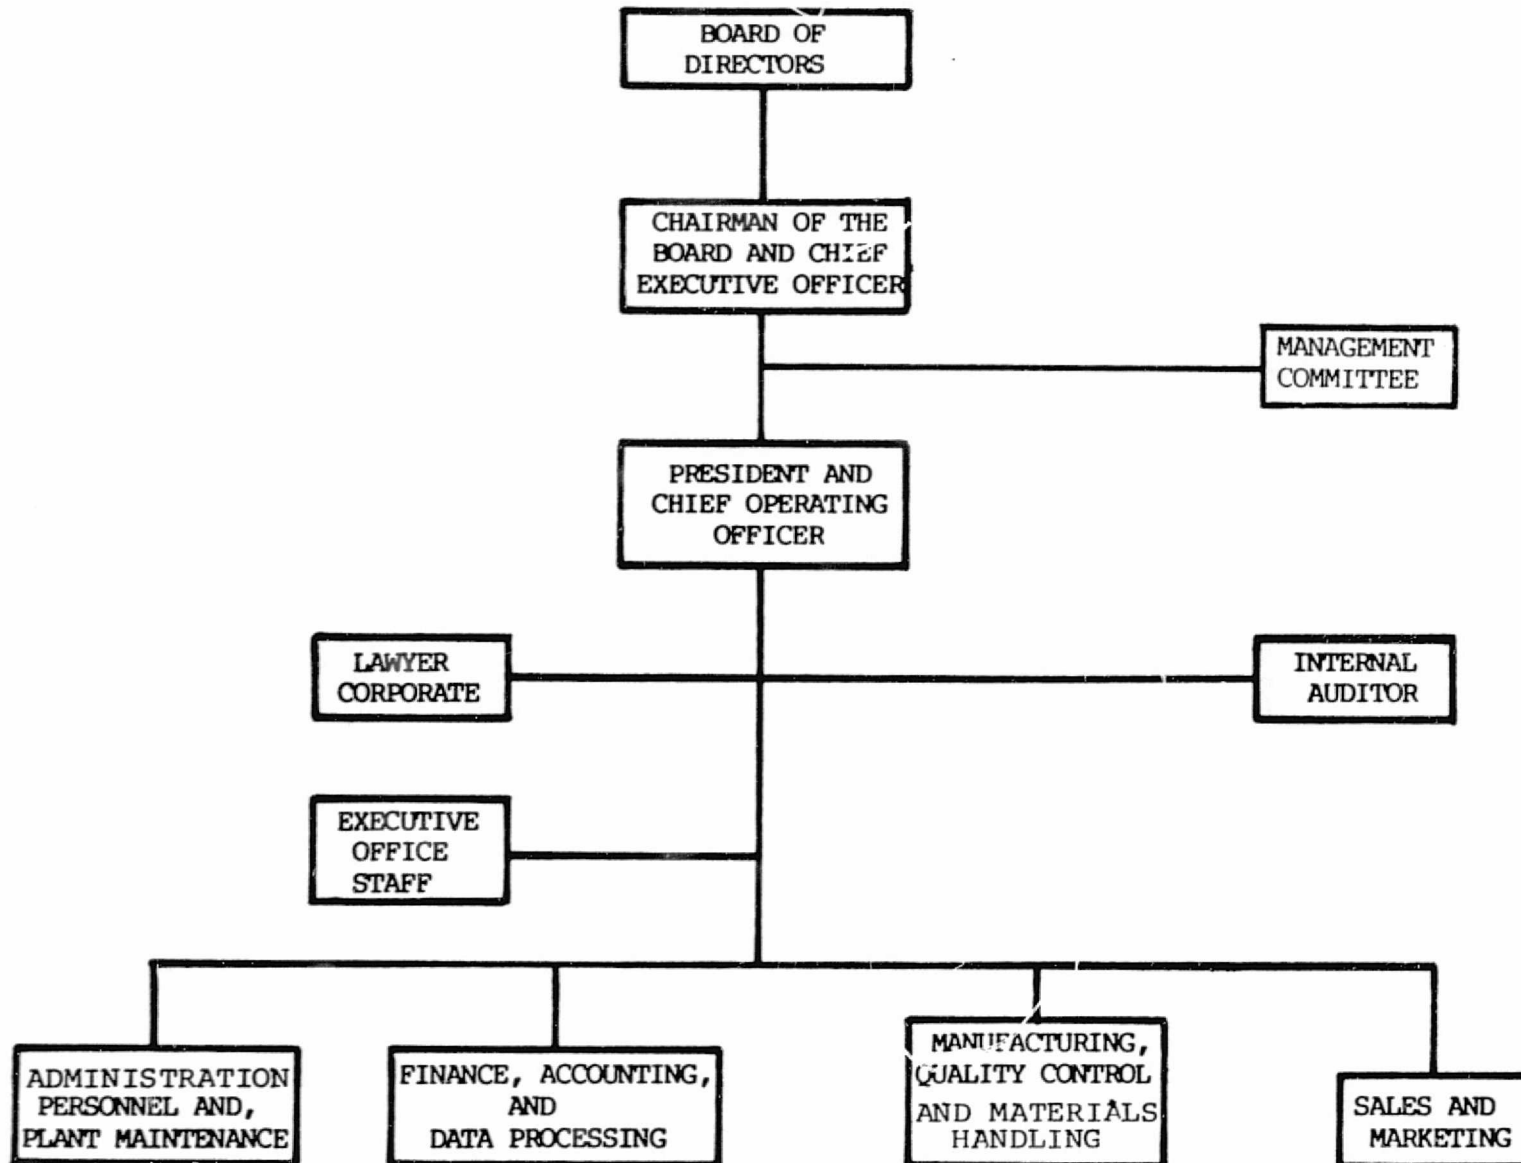 BOARD OF
DIRECTORS
CHAIRMAN OF THE
BOARD AND CHIEF
EXECUTIVE OFFICER
MANAGEMENT
COMMITTEE
PRESIDENT AND
CHIEF OPERATING
OFFICER
LAWYER
CORPORATE
INTERNAL
AUDITOR
EXECUTIVE
OFFICE
STAFF
ADMINISTRATION
PERSONNEL AND,
PLANT MAINTENANCE
FINANCE, ACCOUNTING,
AND
DATA PROCESSING
MANUFACTURING,
QUALITY CONTROL
AND MATERIALS
HANDLING
SALES AND
MARKETING